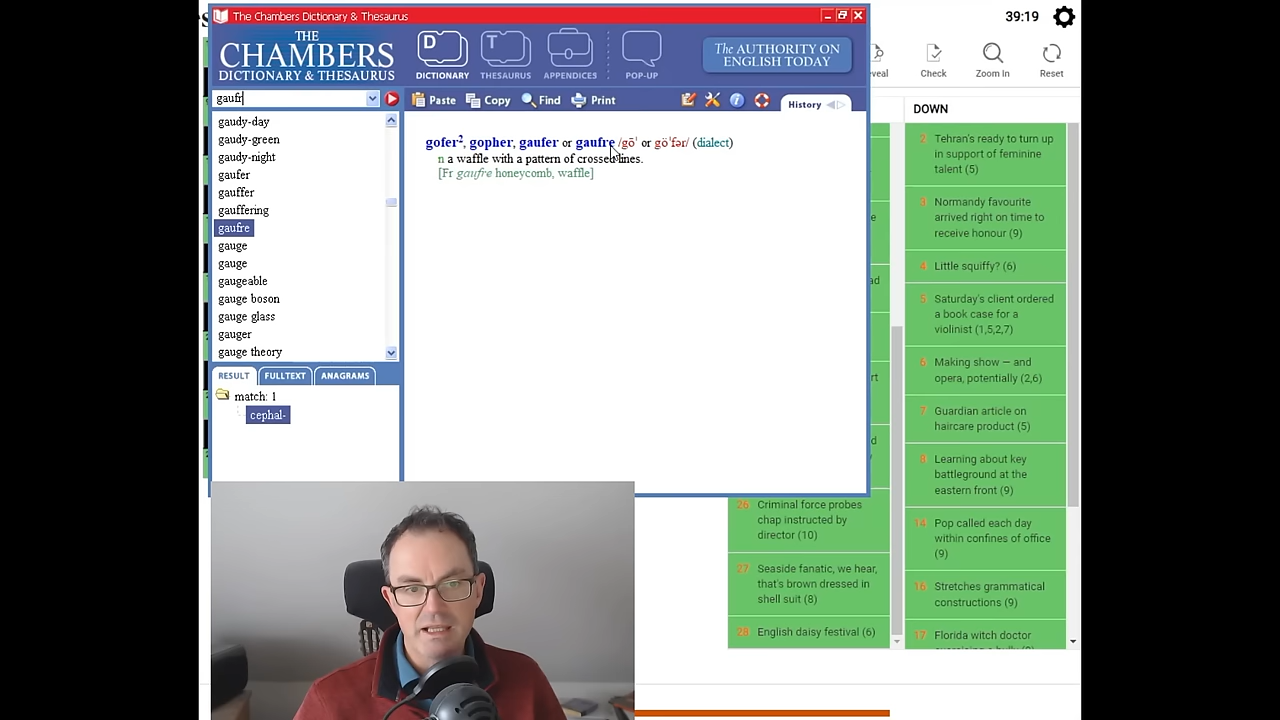 The Chambers Dictionary & Thesaurus
39:19
THE
CHAMBERS
DICTIONARY & THESAURUS
D
DICTIONARY
T
THESAURUS
APPENDICES
POP-UP
The AUTHORITY ON
ENGLISH TODAY
eveal
Check
Zoom In
Reset
gaufr
Paste
Copy
Find
Print
i
History
gaudy-day
gaudy-green
gaudy-night
gaufer
gauffer
gauffering
gaufre
gauge
gauge
gaugeable
gauge boson
gauge glass
gauger
gauge theory
gofer2, gopher, gaufer or gaufre /gō' or gö'fər/ (dialect)
n a waffle with a pattern of crossed lines.
[Fr gaufre honeycomb, waffle]
RESULT
FULLTEXT
ANAGRAMS
match: 1
cephal-
26 Criminal force probes
chap instructed by
director (10)
27 Seaside fanatic, we hear,
that's brown dressed in
shell suit (8)
28 English daisy festival (6)
DOWN
2 Tehran's ready to turn up
in support of feminine
talent (5)
3 Normandy favourite
arrived right on time to
receive honour (9)
4 Little squiffy? (6)
5 Saturday's client ordered
a book case for a
violinist (1,5,2,7)
6 Making show — and
opera, potentially (2,6)
7 Guardian article on
haircare product (5)
8 Learning about key
battleground at the
eastern front (9)
14 Pop called each day
within confines of office
(9)
16 Stretches grammatical
constructions (9)
17 Florida witch doctor